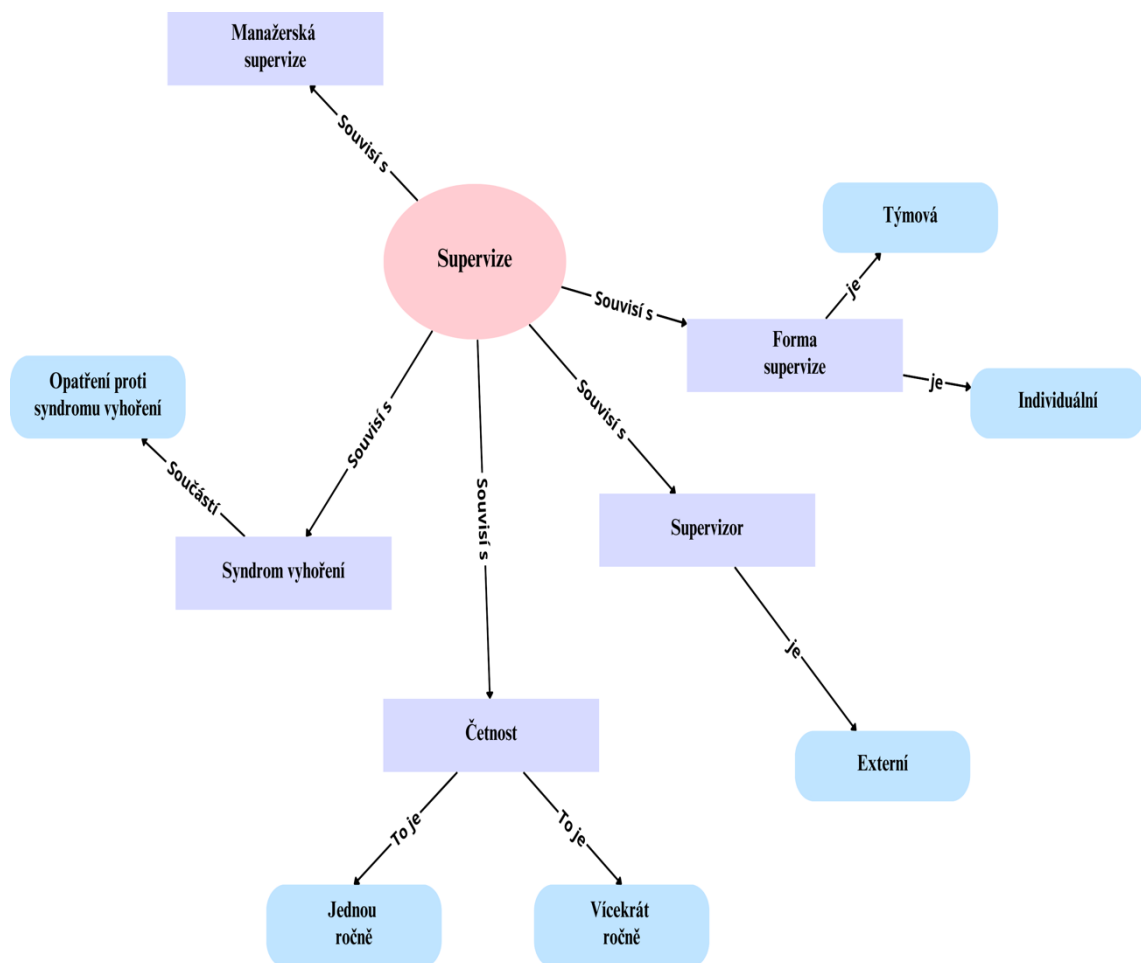 Manažerská
supervize
Souvisí s
Supervize
Týmová
je
Souvisí s
Forma
supervize
je
Individuální
Opatření proti
syndromu vyhoření
Součástí
Souvisí s
Syndrom vyhoření
Souvisí s
Souvisí s
Supervizor
je
Externí
Četnost
To je
To je
Jednou
ročně
Vícekrát
ročně